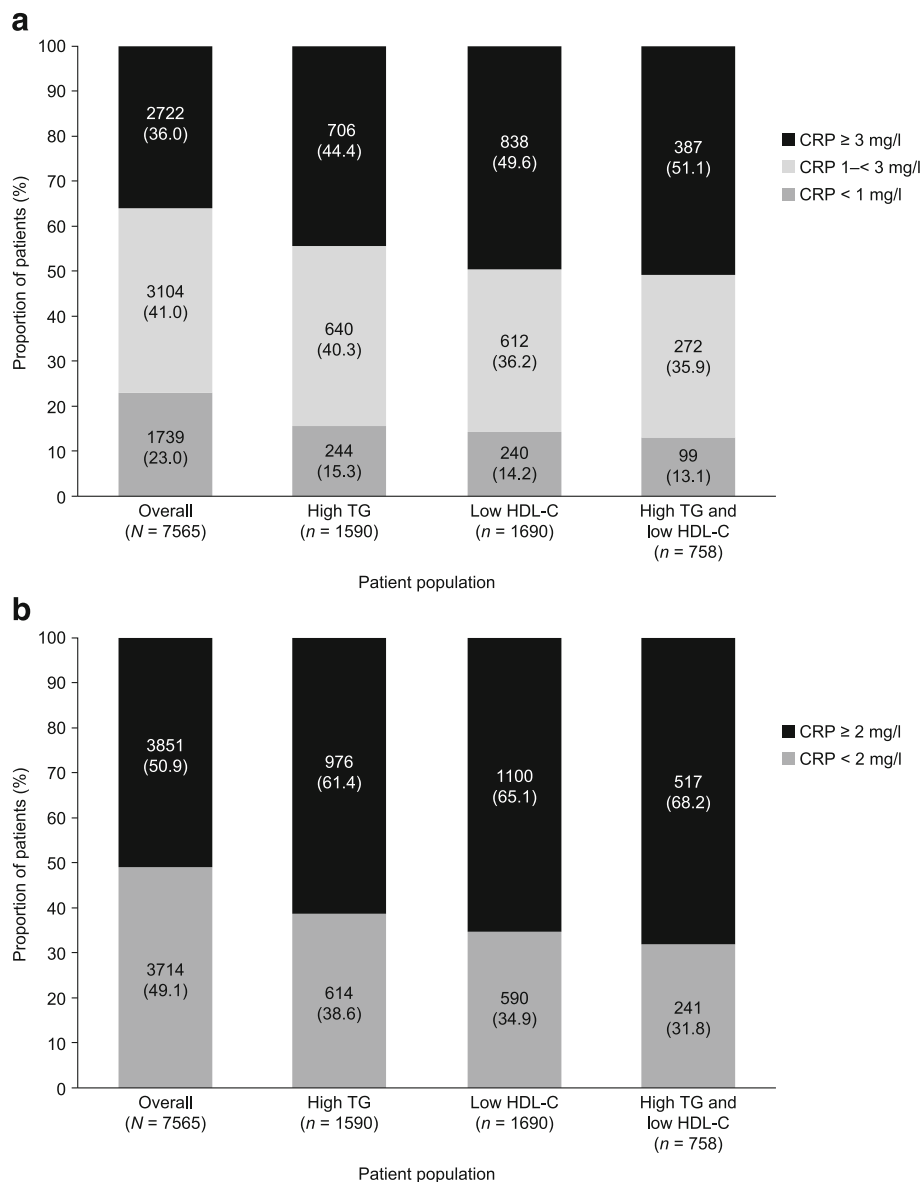 a
100
90
80
70
60
50
40
30
20
10
0
Proportion of patients (%)
2722
(36.0)
3104
(41.0)
1739
(23.0)
706
(44.4)
640
(40.3)
244
(15.3)
838
(49.6)
612
(36.2)
240
(14.2)
387
(51.1)
272
(35.9)
99
(13.1)
CRP ≥ 3 mg/l
CRP 1–< 3 mg/l
CRP < 1 mg/l
Overall
(N = 7565)
High TG
(n = 1590)
Low HDL-C
(n = 1690)
High TG and
low HDL-C
(n = 758)
Patient population
b
100
90
80
70
60
50
40
30
20
10
0
Proportion of patients (%)
3851
(50.9)
3714
(49.1)
976
(61.4)
614
(38.6)
1100
(65.1)
590
(34.9)
517
(68.2)
241
(31.8)
CRP ≥ 2 mg/l
CRP < 2 mg/l
Overall
(N = 7565)
High TG
(n = 1590)
Low HDL-C
(n = 1690)
High TG and
low HDL-C
(n = 758)
Patient population